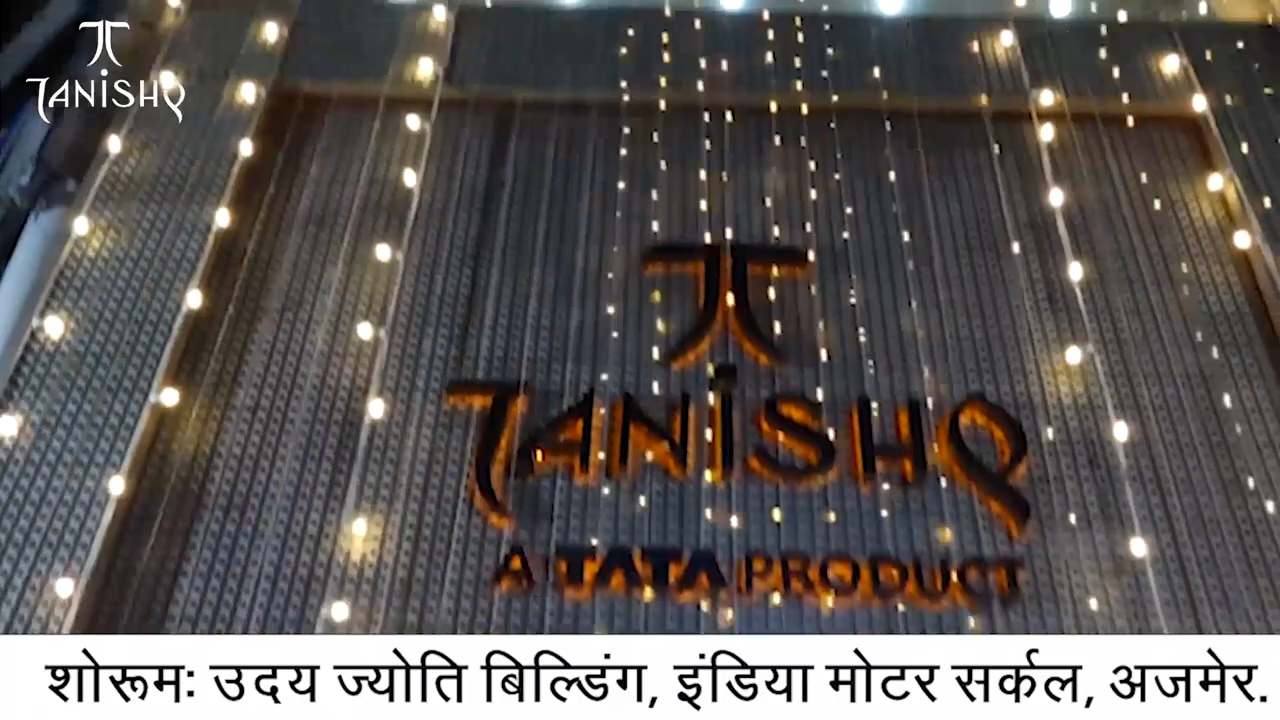 TANISHQ
TANISHQ
A TATA PRODUCT
शोरूमः उदय ज्योति बिल्डिंग, इंडिया मोटर सर्कल, अजमेर.